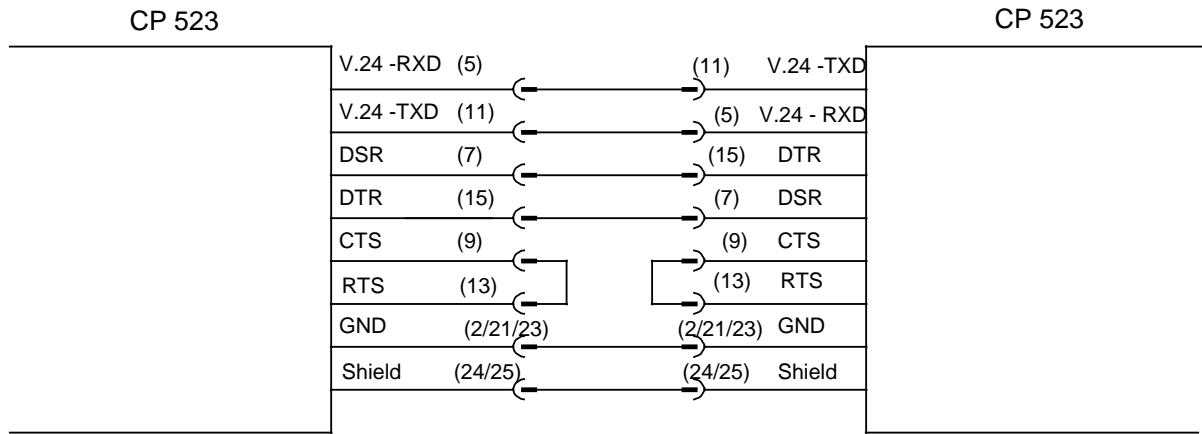 CP 523 CP 523
V.24 -RXD (5) (11) V.24 -TXD
V.24 -TXD (11) (5) V.24 - RXD
DSR (7) (15) DTR
DTR (15) (7) DSR
CTS (9) (9) CTS
RTS (13) (13) RTS
GND (2/21/23) (2/21/23) GND
Shield (24/25) (24/25) Shield